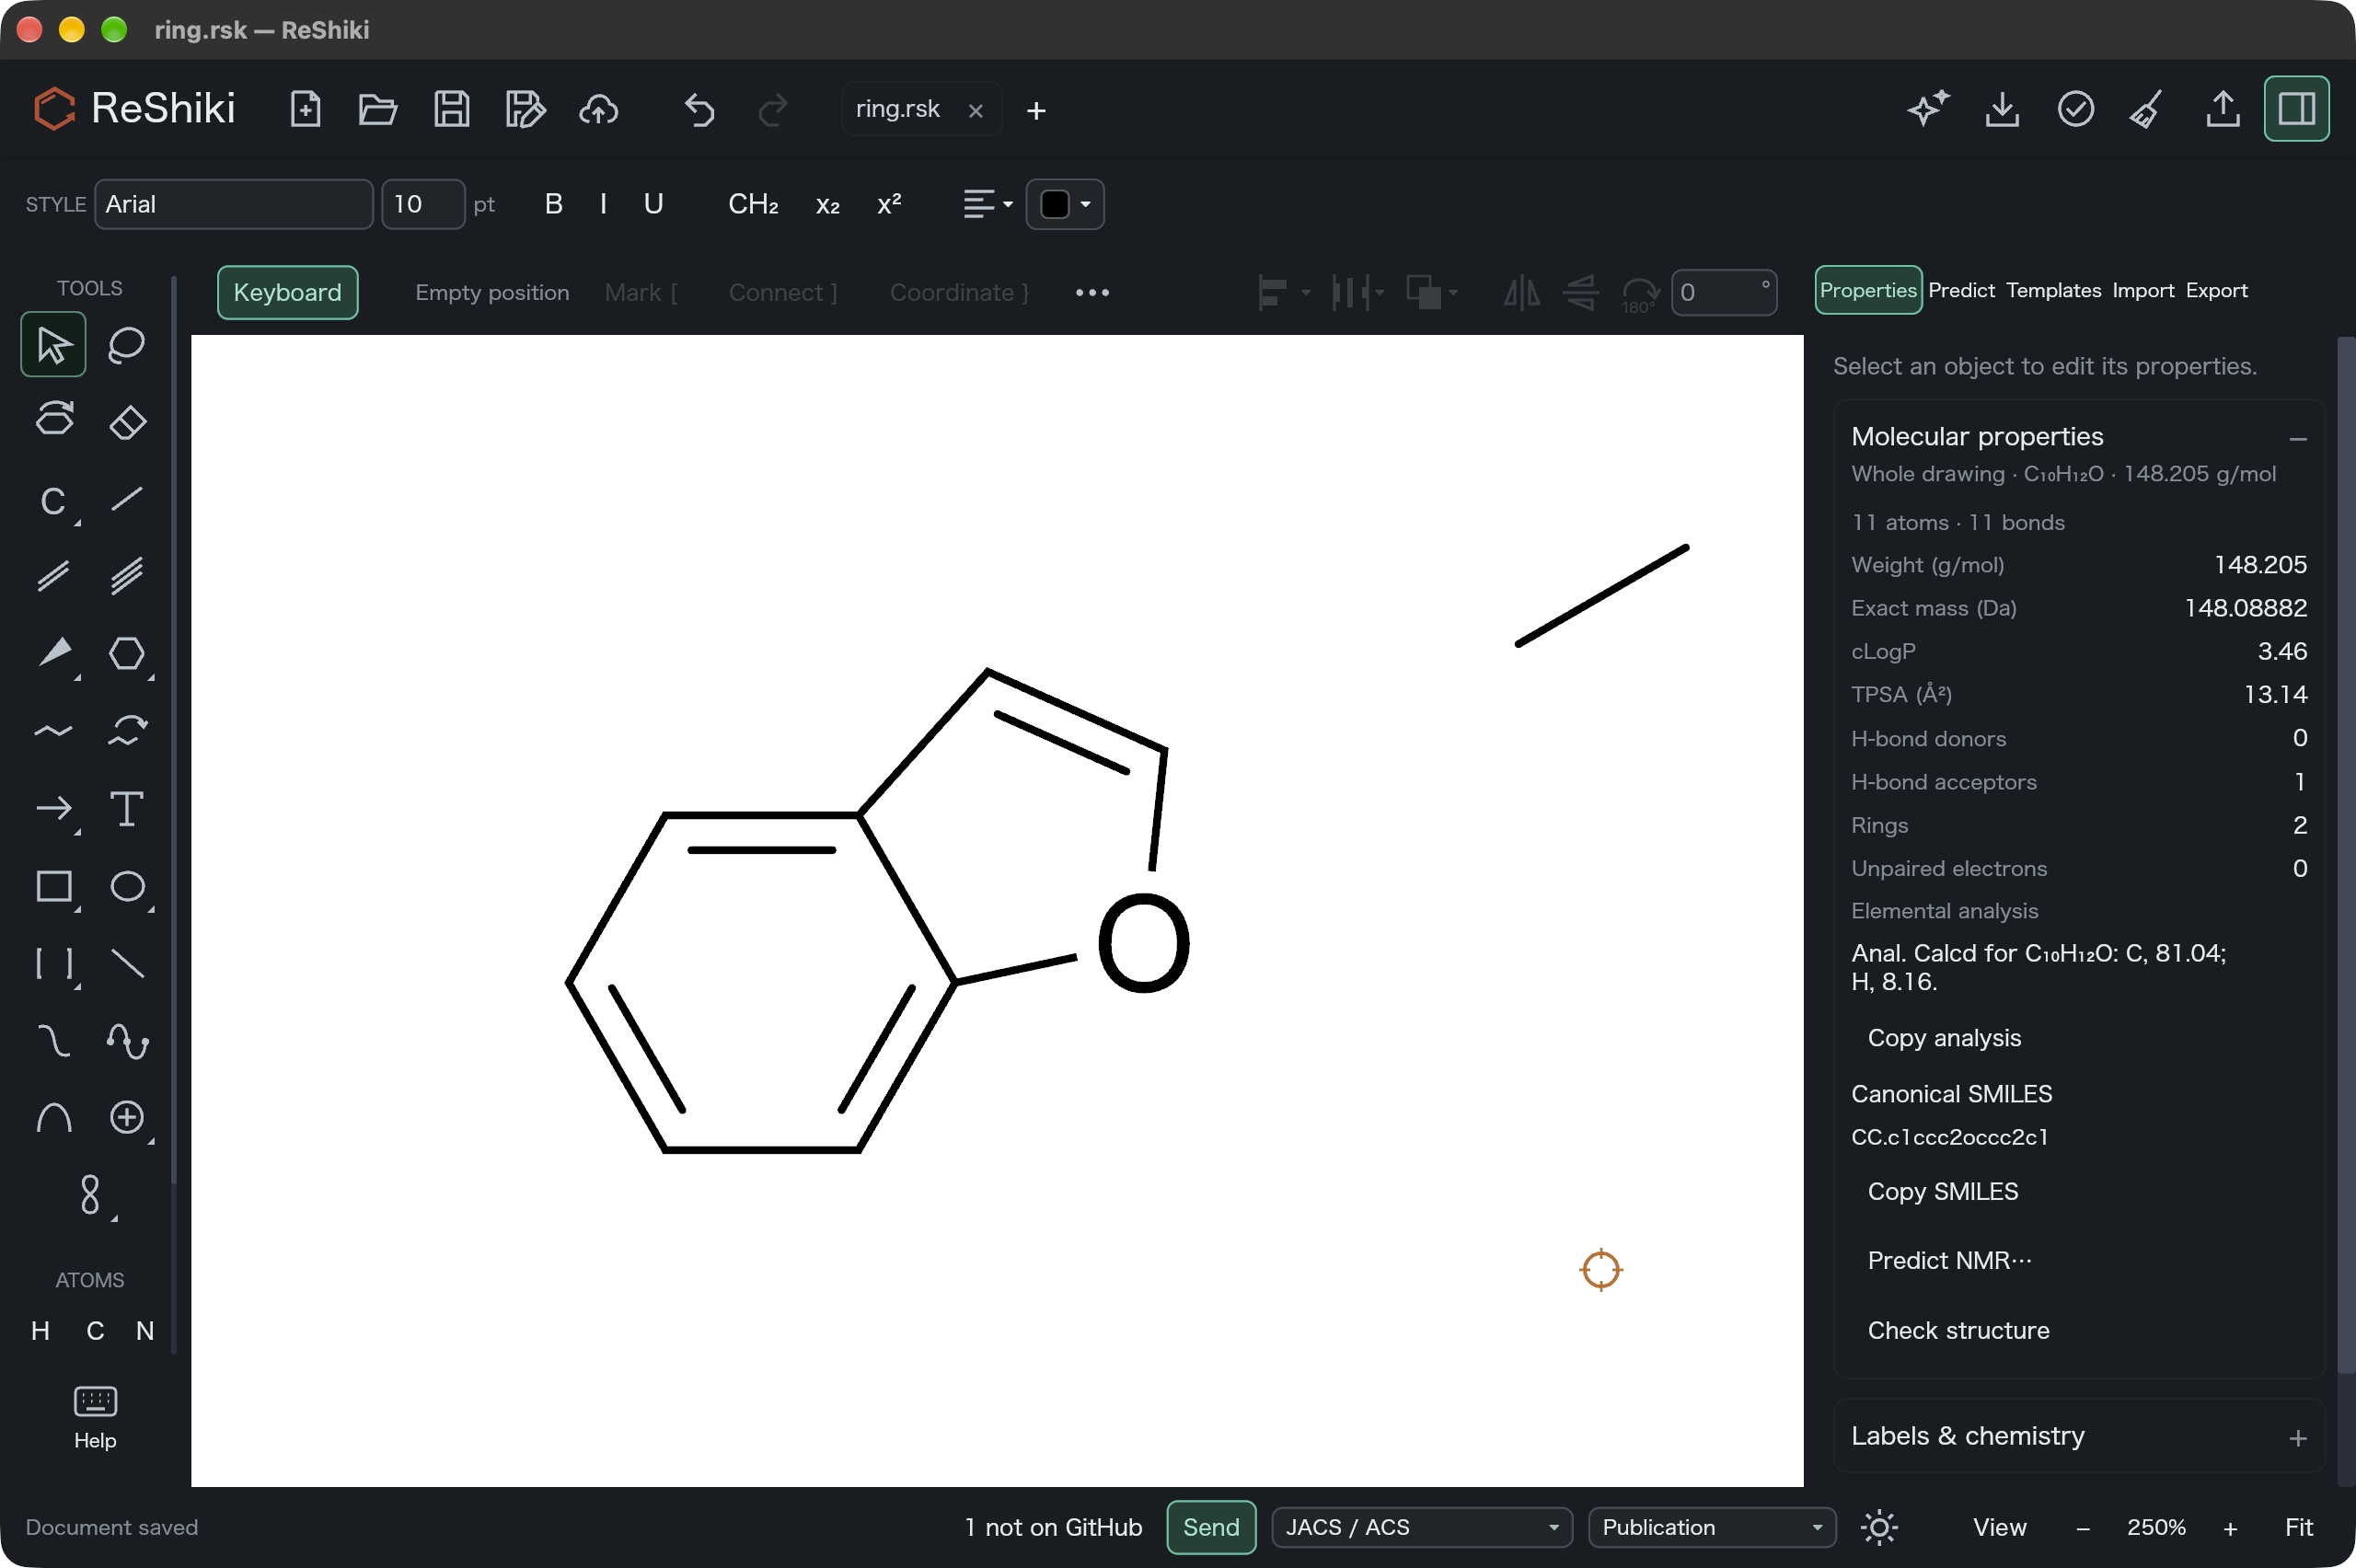 ring.rsk — ReShiki
ReShiki
ring.rsk × +
STYLE Arial 10 pt B I U CH₂ x₂ x²
TOOLS
Keyboard Empty position Mark [ Connect ] Coordinate } ••• 180° 0 °
Properties Predict Templates Import Export
C
T
[ ]
O
Select an object to edit its properties.
Molecular properties −
Whole drawing · C₁₀H₁₂O · 148.205 g/mol
11 atoms · 11 bonds
Weight (g/mol) 148.205
Exact mass (Da) 148.08882
cLogP 3.46
TPSA (Å²) 13.14
H-bond donors 0
H-bond acceptors 1
Rings 2
Unpaired electrons 0
Elemental analysis
Anal. Calcd for C₁₀H₁₂O: C, 81.04;
H, 8.16.
Copy analysis
Canonical SMILES
CC.c1ccc2occc2c1
Copy SMILES
Predict NMR⋯
Check structure
Labels & chemistry +
ATOMS
H C N
Help
Document saved 1 not on GitHub Send JACS / ACS Publication View − 250% + Fit